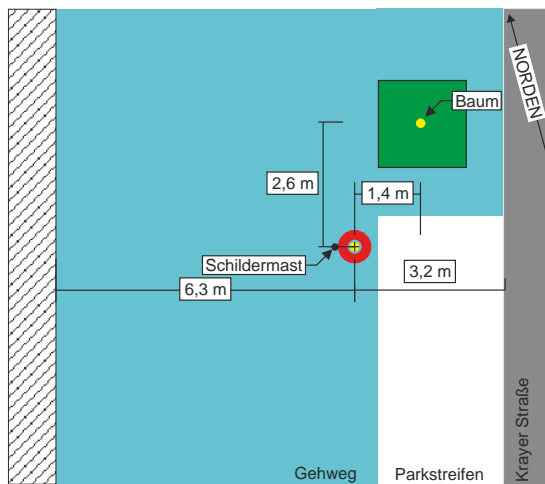 NORDEN
Baum
2,6 m
1,4 m
Schildermast
3,2 m
6,3 m
Gehweg
Parkstreifen
Krayer Straße